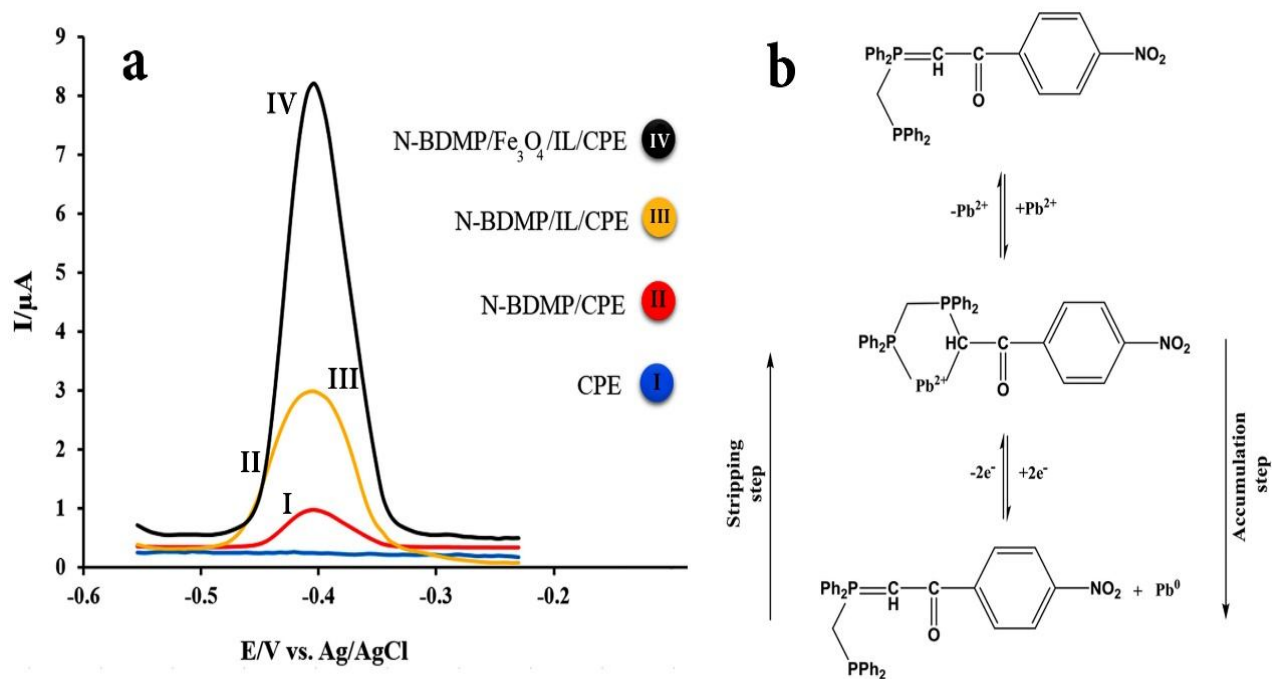 a
I/μA
9
8
7
6
5
4
3
2
1
0
-0.6
-0.5
-0.4
-0.3
-0.2
E/V vs. Ag/AgCl
IV
III
II
I
N-BDMP/Fe₃O₄/IL/CPE IV
N-BDMP/IL/CPE III
N-BDMP/CPE II
CPE I
b
Ph₂P=C-C NO₂
H
O
PPh₂
-Pb²⁺ +Pb²⁺
PPh₂
Ph₂P HC-C NO₂
Pb²⁺ O
-2e⁻ +2e⁻
Stripping
step
Accumulation
step
Ph₂P=C-C NO₂ + Pb⁰
H
O
PPh₂